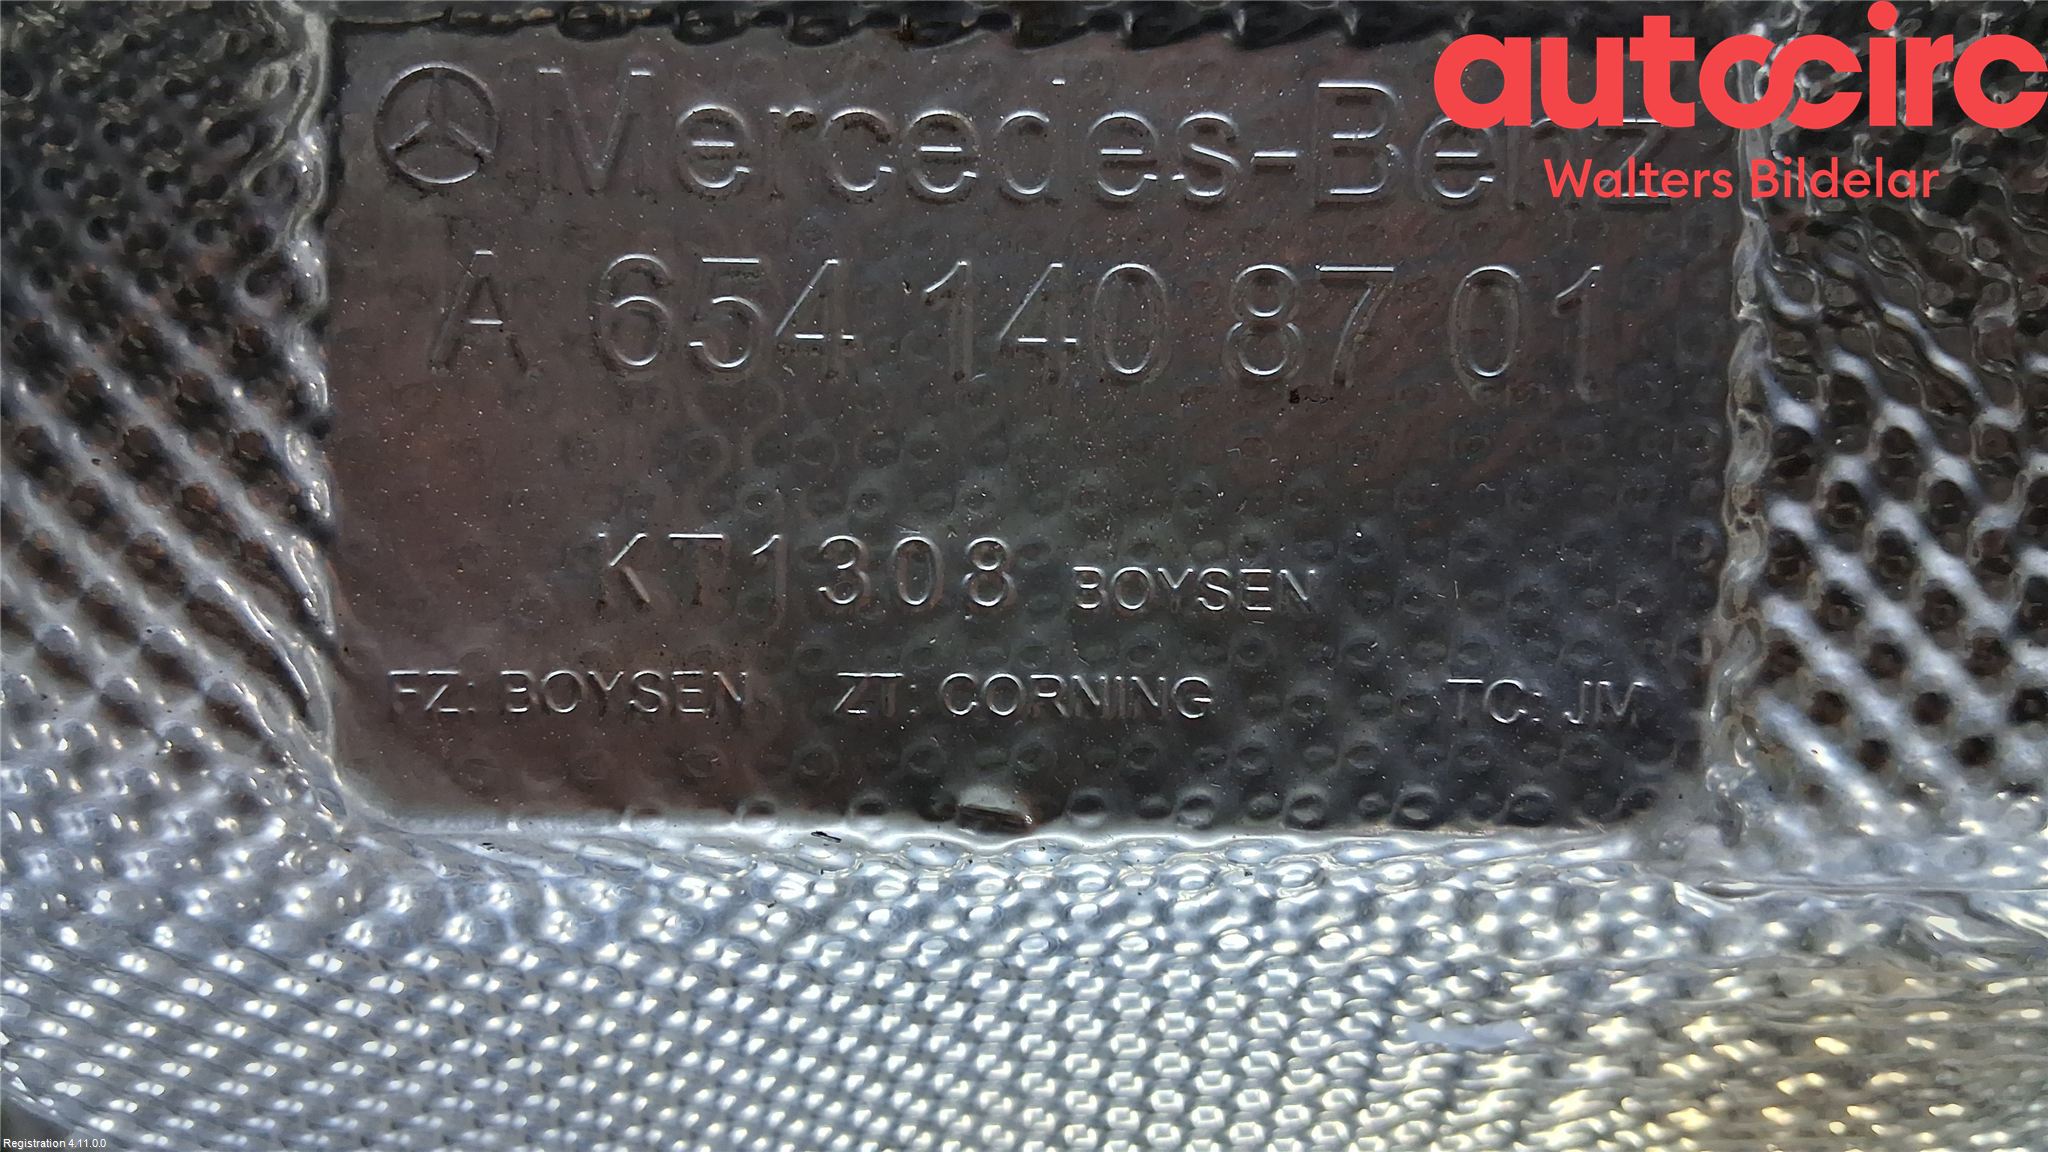 autocirc
Walters Bildelar
Mercedes-Benz
A 654 140 87 01
KT1308 BOYSEN
FZ: BOYSEN ZT: CORNING TC: JM
Registration 4.11.0.0